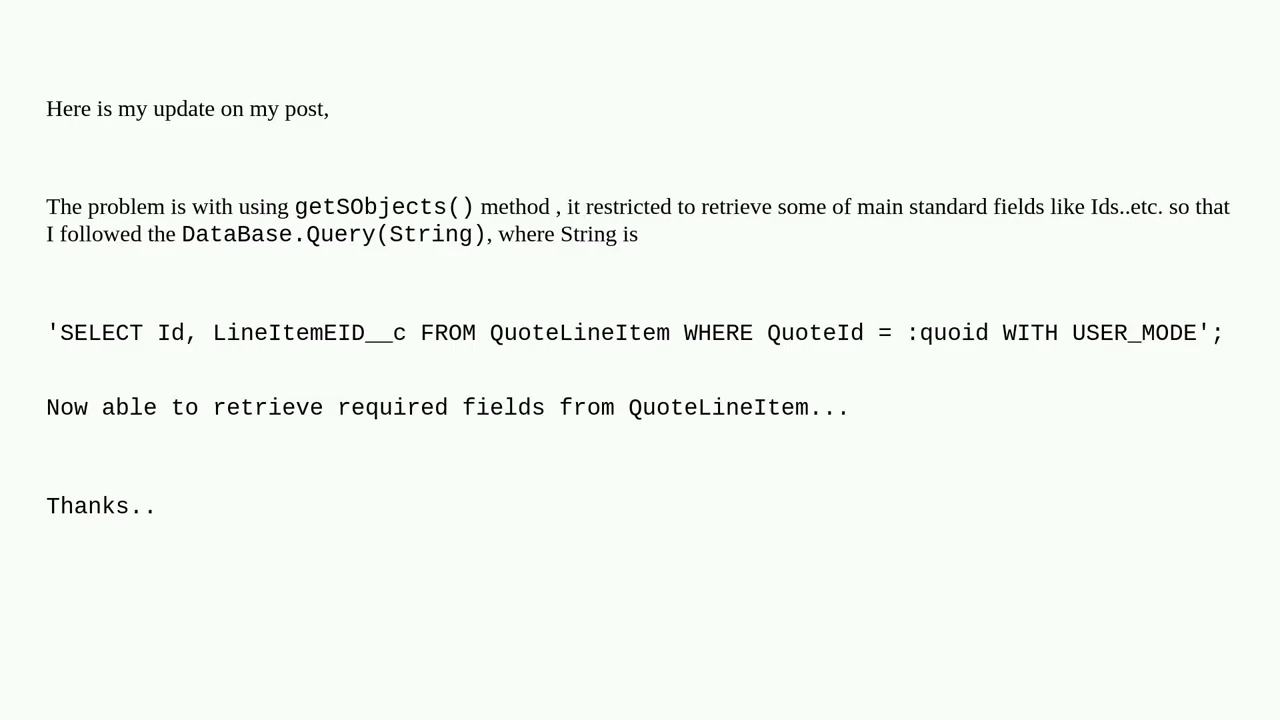 Here is my update on my post,
The problem is with using getSObjects() method , it restricted to retrieve some of main standard fields like Ids..etc. so that
I followed the DataBase.Query(String), where String is
'SELECT Id, LineItemEID__c FROM QuoteLineItem WHERE QuoteId = :quoid WITH USER_MODE';
Now able to retrieve required fields from QuoteLineItem...
Thanks..